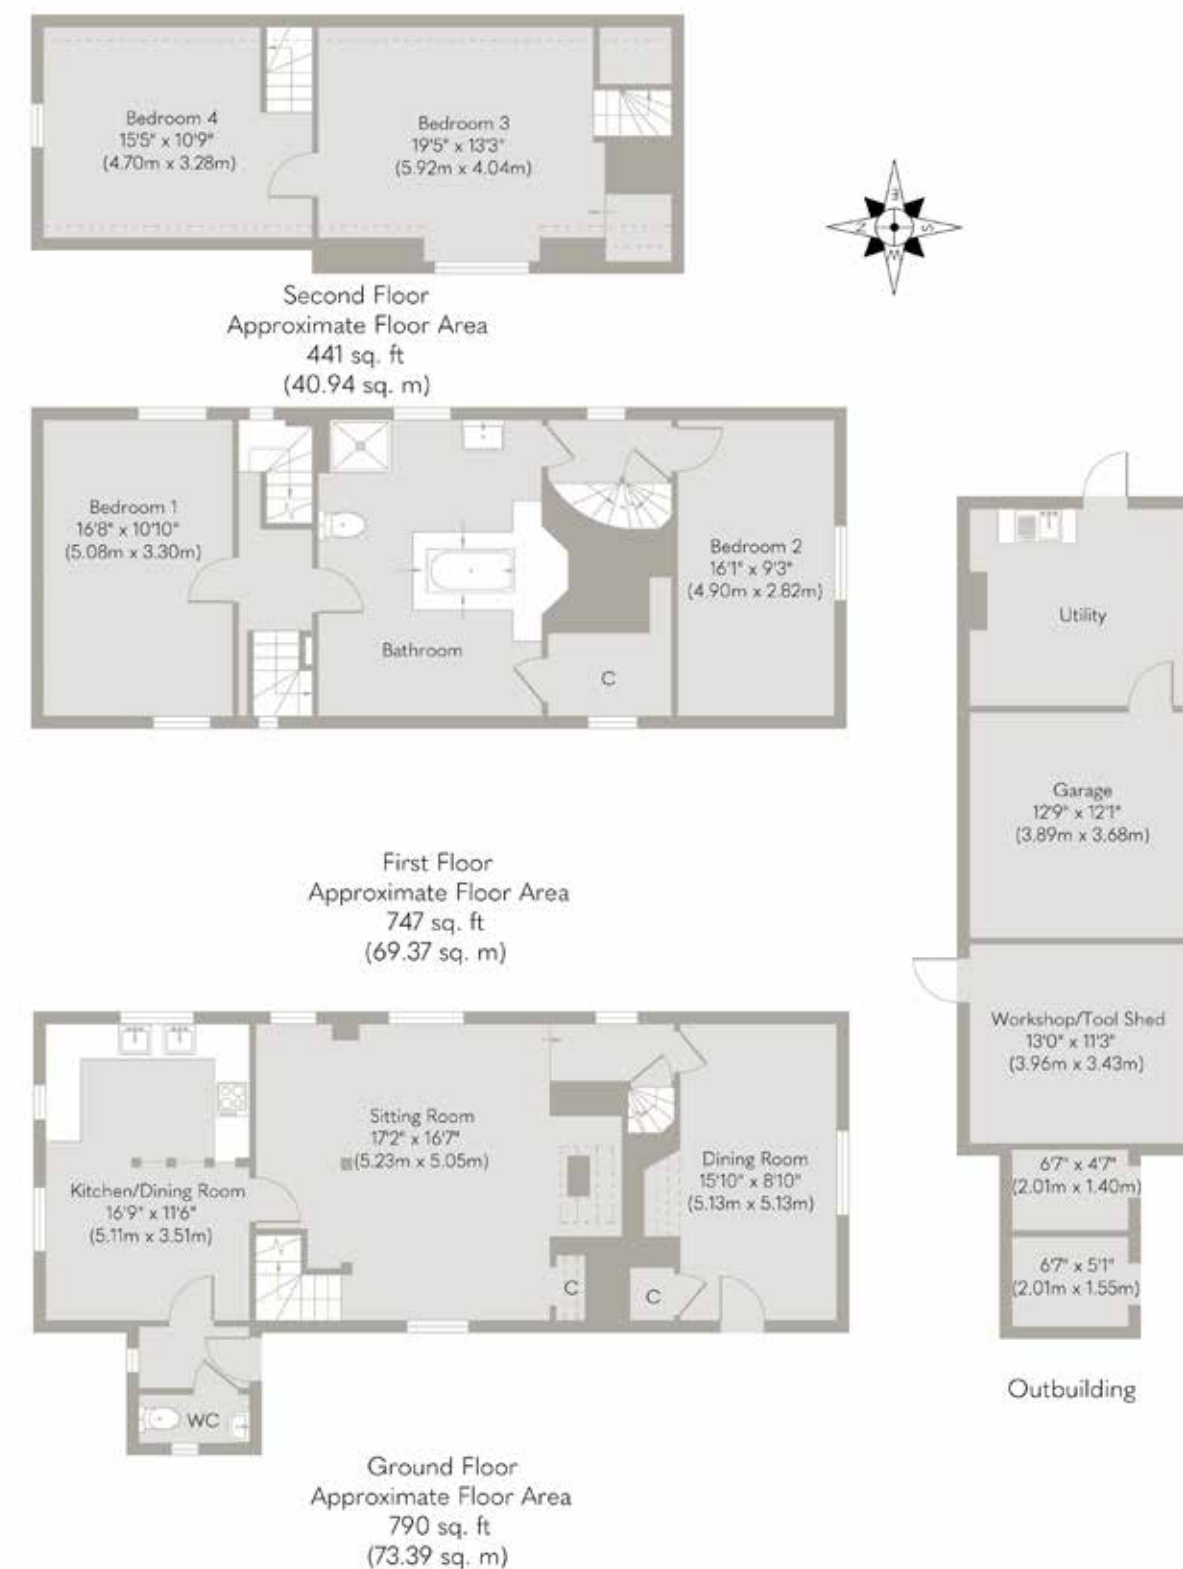 Bedroom 4
15'5" x 10'9"
(4.70m x 3.28m)
Bedroom 3
19'5" x 13'3"
(5.92m x 4.04m)
E
N
S
W
Second Floor
Approximate Floor Area
441 sq. ft
(40.94 sq. m)
Bedroom 1
16'8" x 10'10"
(5.08m x 3.30m)
Bathroom
C
Bedroom 2
16'1" x 9'3"
(4.90m x 2.82m)
First Floor
Approximate Floor Area
747 sq. ft
(69.37 sq. m)
Utility
Garage
12'9" x 12'1"
(3.89m x 3.68m)
Workshop/Tool Shed
13'0" x 11'3"
(3.96m x 3.43m)
6'7" x 4'7"
(2.01m x 1.40m)
6'7" x 5'1"
(2.01m x 1.55m)
Outbuilding
Kitchen/Dining Room
16'9" x 11'6"
(5.11m x 3.51m)
Sitting Room
17'2" x 16'7"
(5.23m x 5.05m)
C
C
Dining Room
15'10" x 8'10"
(5.13m x 5.13m)
WC
Ground Floor
Approximate Floor Area
790 sq. ft
(73.39 sq. m)